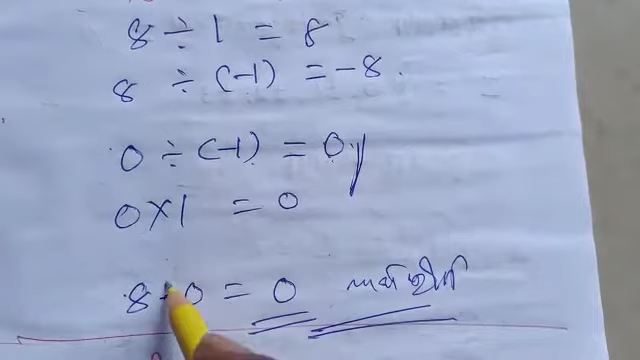 8 ÷ 1 = 8
8 ÷ (-1) = -8.
0 ÷ (-1) = 0
0 × 1 = 0
8 0 = 0